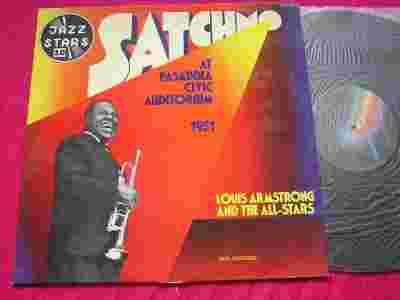 JAZZ
STARS
SATCHMO
AT
PASADENA
CIVIC
AUDITORIUM
1951
LOUIS ARMSTRONG
AND THE ALL-STARS